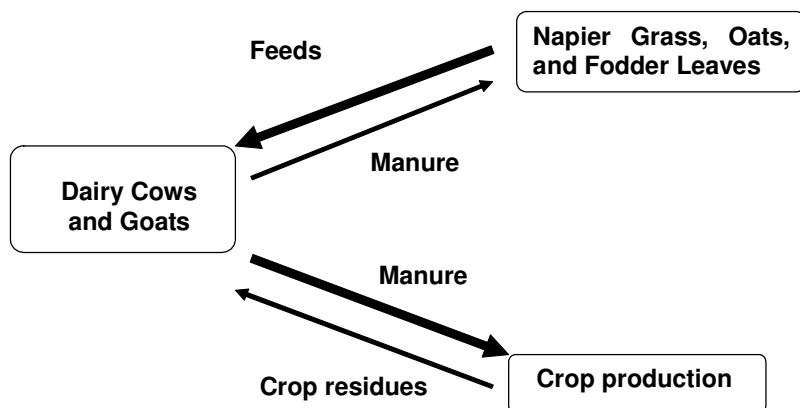 Feeds
Napier Grass, Oats,
and Fodder Leaves
Manure
Dairy Cows
and Goats
Manure
Crop residues
Crop production